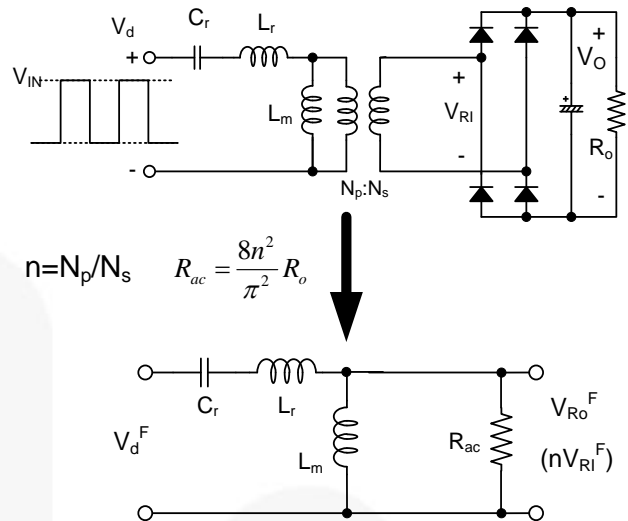 C_r
L_r
V_d
+
V_IN
L_m
-
N_p:N_s
+
V_RI
-
+
V_O
+
R_o
-
n=N_p/N_s
R_ac = 8n^2/π^2 R_o
C_r
L_r
V_d^F
L_m
R_ac
V_Ro^F
(nV_RI^F)